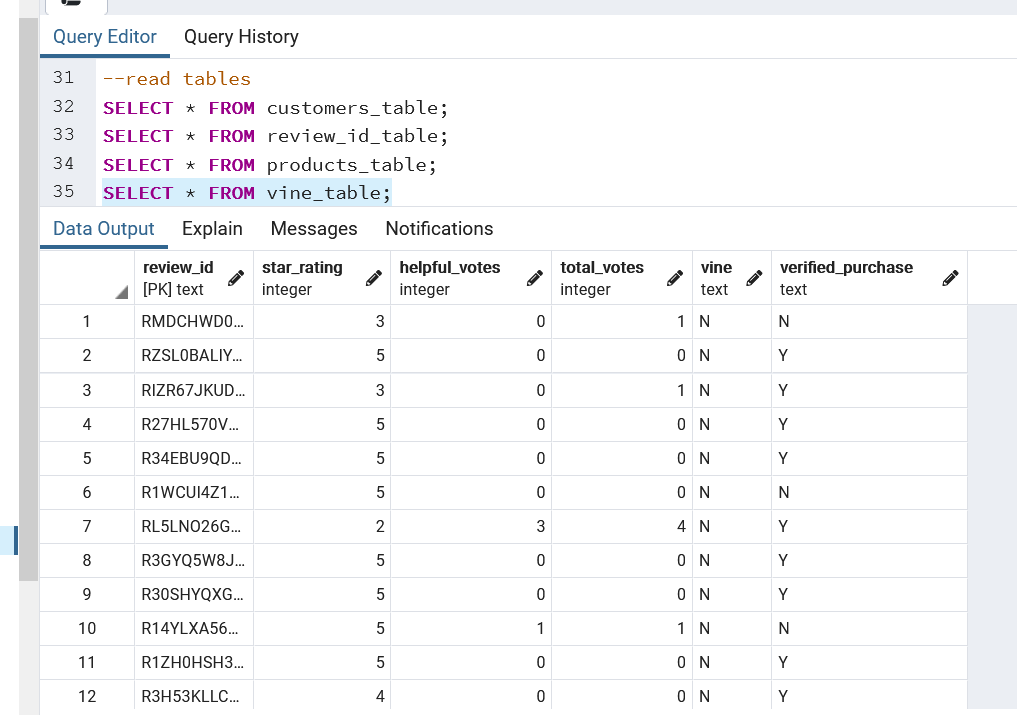 Query Editor Query History
31 --read tables
32 SELECT * FROM customers_table;
33 SELECT * FROM review_id_table;
34 SELECT * FROM products_table;
35 SELECT * FROM vine_table;
Data Output Explain Messages Notifications
review_id star_rating helpful_votes total_votes vine verified_purchase
[PK] text integer integer integer text text
1 RMDCHWD0... 3 0 1 N N
2 RZSL0BALIY... 5 0 0 N Y
3 RIZR67JKUD... 3 0 1 N Y
4 R27HL570V... 5 0 0 N Y
5 R34EBU9QD... 5 0 0 N Y
6 R1WCUI4Z1... 5 0 0 N N
7 RL5LNO26G... 2 3 4 N Y
8 R3GYQ5W8J... 5 0 0 N Y
9 R30SHYQXG... 5 0 0 N Y
10 R14YLXA56... 5 1 1 N N
11 R1ZH0HSH3... 5 0 0 N Y
12 R3H53KLLC... 4 0 0 N Y